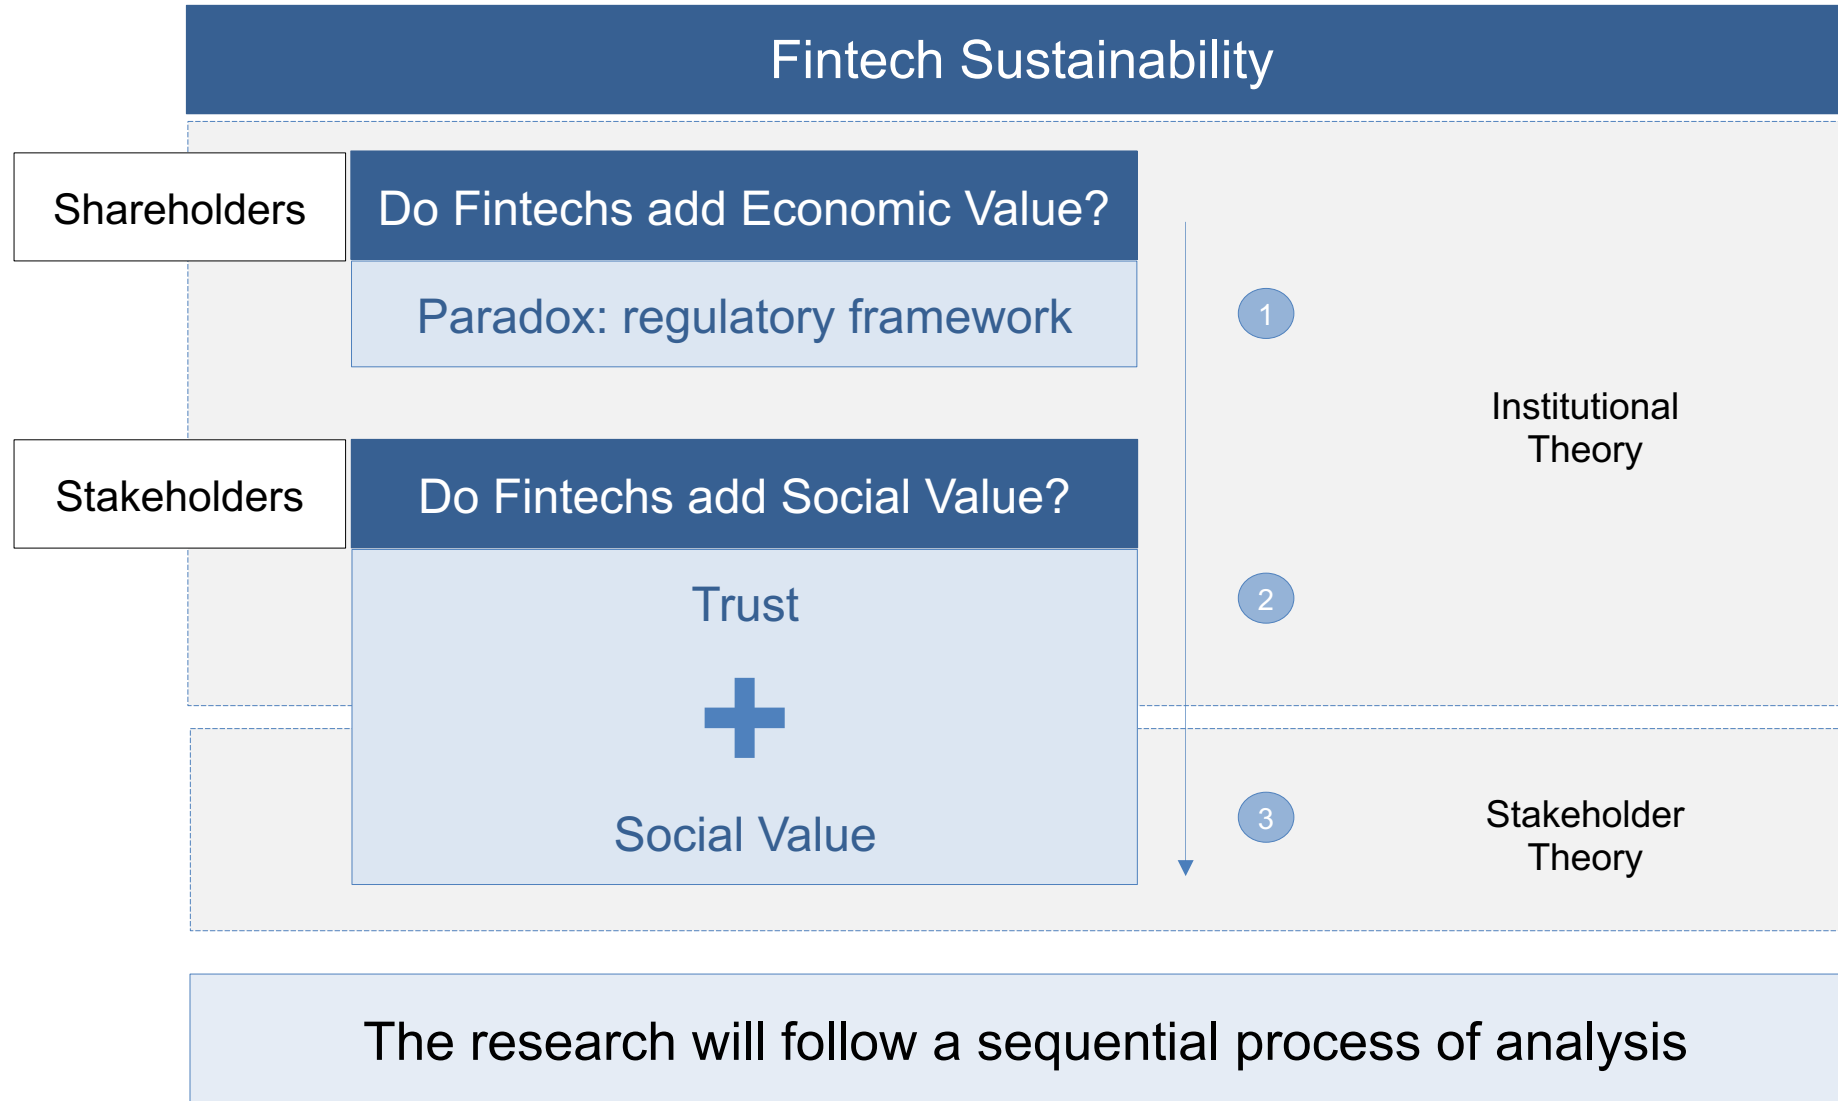 Fintech Sustainability
Shareholders
Do Fintechs add Economic Value?
Paradox: regulatory framework
1
Institutional
Theory
Stakeholders
Do Fintechs add Social Value?
Trust
2
+
Social Value
3
Stakeholder
Theory
The research will follow a sequential process of analysis